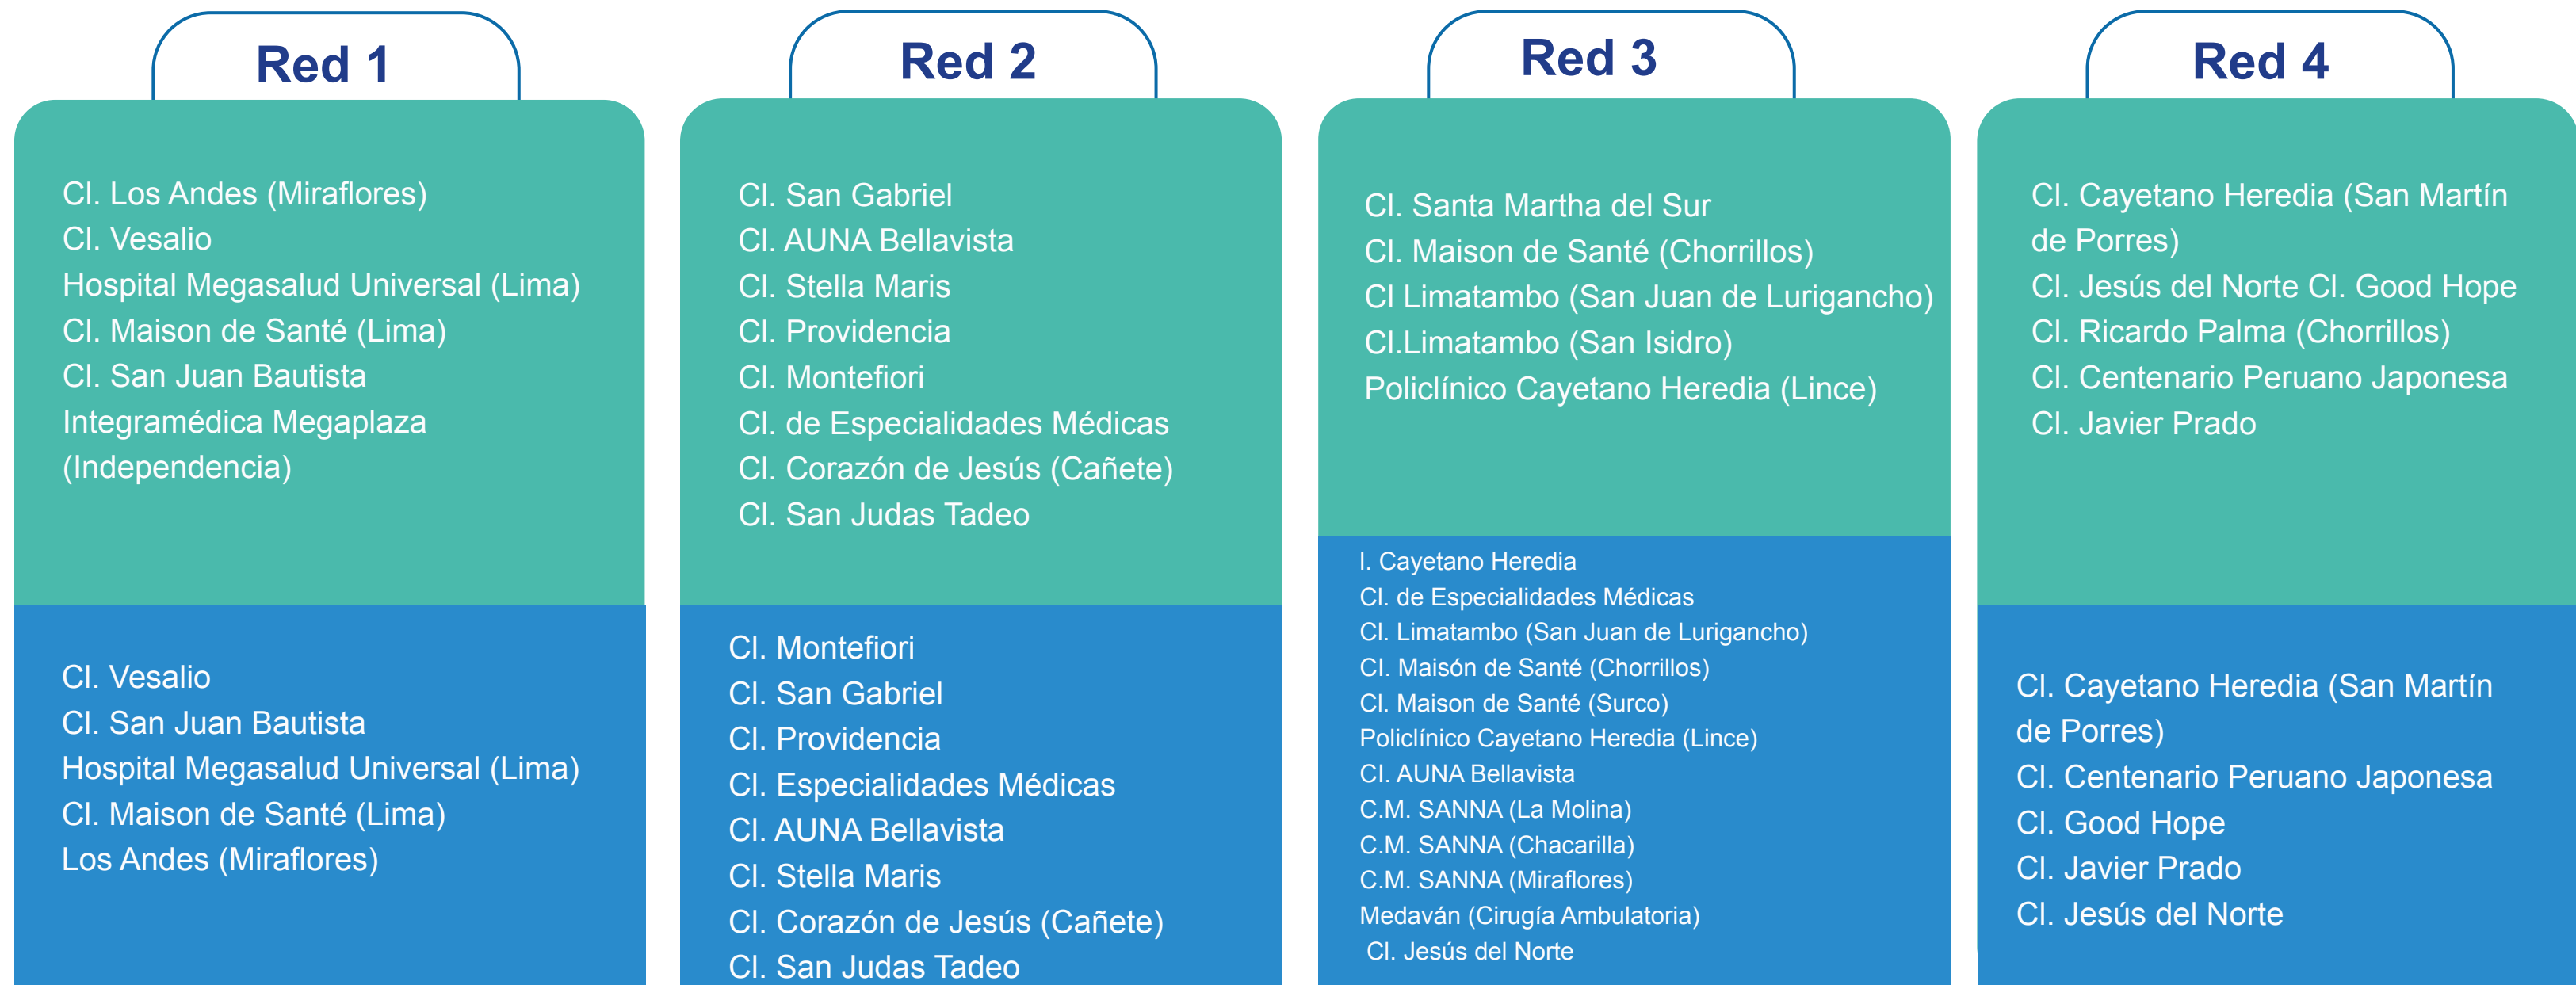 Red 1
Cl. Los Andes (Miraflores)
Cl. Vesalio
Hospital Megasalud Universal (Lima)
Cl. Maison de Santé (Lima)
Cl. San Juan Bautista
Integramédica Megaplaza
(Independencia)
Cl. Vesalio
Cl. San Juan Bautista
Hospital Megasalud Universal (Lima)
Cl. Maison de Santé (Lima)
Los Andes (Miraflores)
Red 2
Cl. San Gabriel
Cl. AUNA Bellavista
Cl. Stella Maris
Cl. Providencia
Cl. Montefiori
Cl. de Especialidades Médicas
Cl. Corazón de Jesús (Cañete)
Cl. San Judas Tadeo
Cl. Montefiori
Cl. San Gabriel
Cl. Providencia
Cl. Especialidades Médicas
Cl. AUNA Bellavista
Cl. Stella Maris
Cl. Corazón de Jesús (Cañete)
Cl. San Judas Tadeo
Red 3
Cl. Santa Martha del Sur
Cl. Maison de Santé (Chorrillos)
Cl Limatambo (San Juan de Lurigancho)
Cl.Limatambo (San Isidro)
Policlínico Cayetano Heredia (Lince)
l. Cayetano Heredia
Cl. de Especialidades Médicas
Cl. Limatambo (San Juan de Lurigancho)
Cl. Maisón de Santé (Chorrillos)
Cl. Maison de Santé (Surco)
Policlínico Cayetano Heredia (Lince)
Cl. AUNA Bellavista
C.M. SANNA (La Molina)
C.M. SANNA (Chacarilla)
C.M. SANNA (Miraflores)
Medaván (Cirugía Ambulatoria)
Cl. Jesús del Norte
Red 4
Cl. Cayetano Heredia (San Martín
de Porres)
Cl. Jesús del Norte Cl. Good Hope
Cl. Ricardo Palma (Chorrillos)
Cl. Centenario Peruano Japonesa
Cl. Javier Prado
Cl. Cayetano Heredia (San Martín
de Porres)
Cl. Centenario Peruano Japonesa
Cl. Good Hope
Cl. Javier Prado
Cl. Jesús del Norte